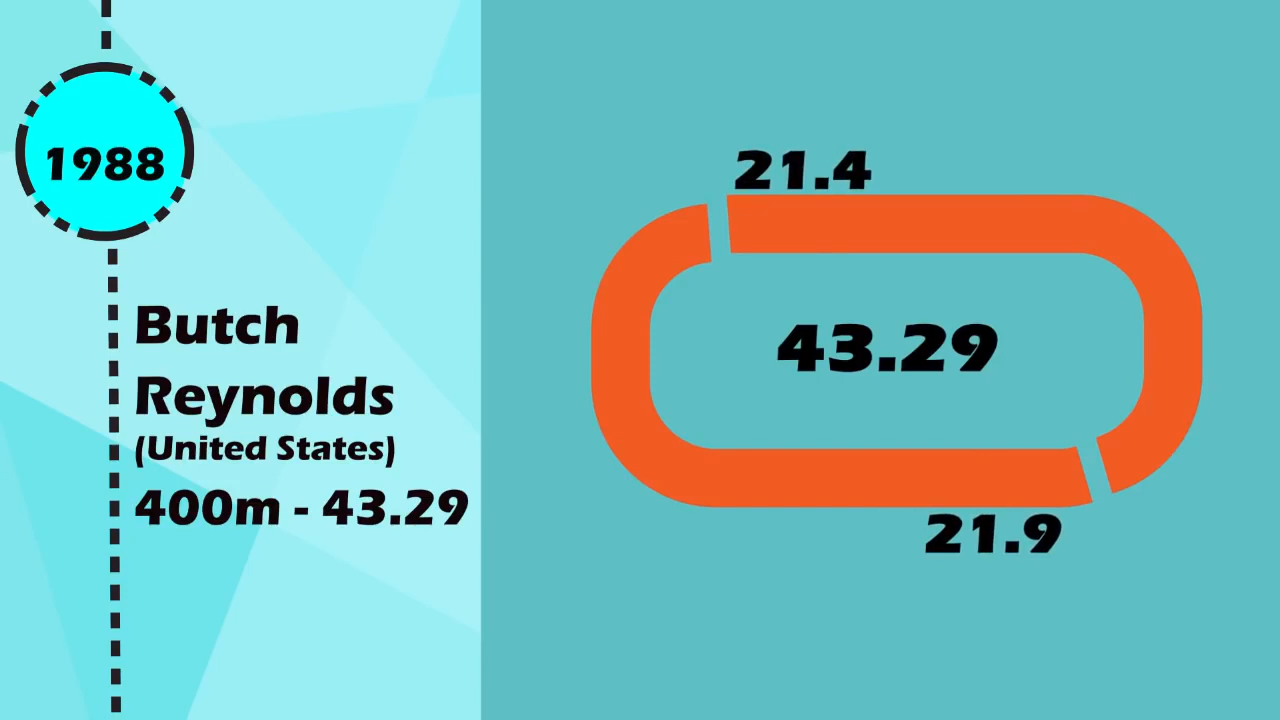 1988
Butch
Reynolds
(United States)
400m - 43.29
21.4
43.29
21.9